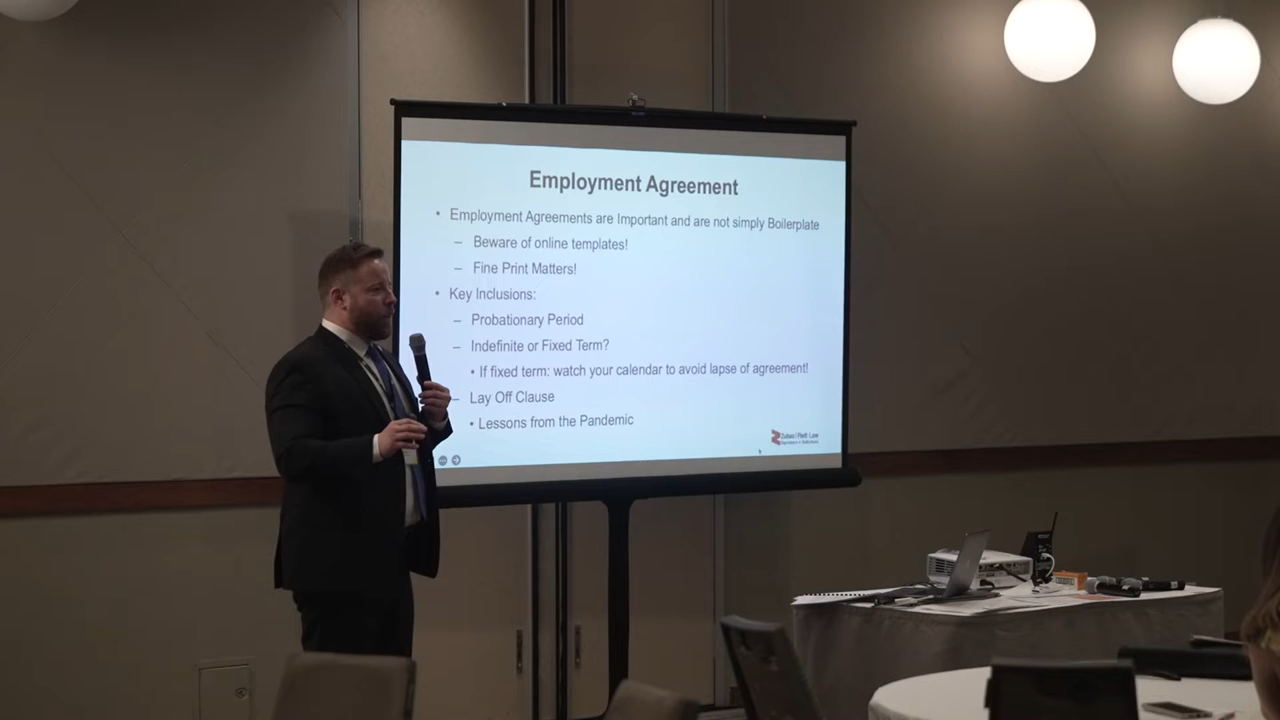 Employment Agreement
• Employment Agreements are Important and are not simply Boilerplate
– Beware of online templates!
– Fine Print Matters!
• Key Inclusions:
– Probationary Period
– Indefinite or Fixed Term?
• If fixed term: watch your calendar to avoid lapse of agreement!
– Lay Off Clause
• Lessons from the Pandemic
Law